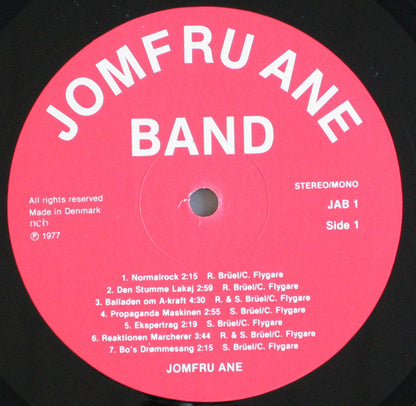 JOMFRU ANE
BAND
STEREO/MONO
All rights reserved
JAB 1
Made in Denmark
ncb
Side 1
℗ 1977
1. Normalrock 2:15 R. Brüel/C. Flygare
2. Den Stumme Lakaj 2:59 R. Brüel/C. Flygare
3. Balladen om A-kraft 4:30 R. & S. Brüel/C. Flygare
4. Propaganda Maskinen 2:55 S. Brüel/C. Flygare
5. Ekspertrag 2:19 S. Brüel/C. Flygare
6. Reaktionen Marcherer 3:44 R. & S. Brüel/C. Flygare
7. Bo's Drømmesang 2:15 S. Brüel/C. Flygare
JOMFRU ANE